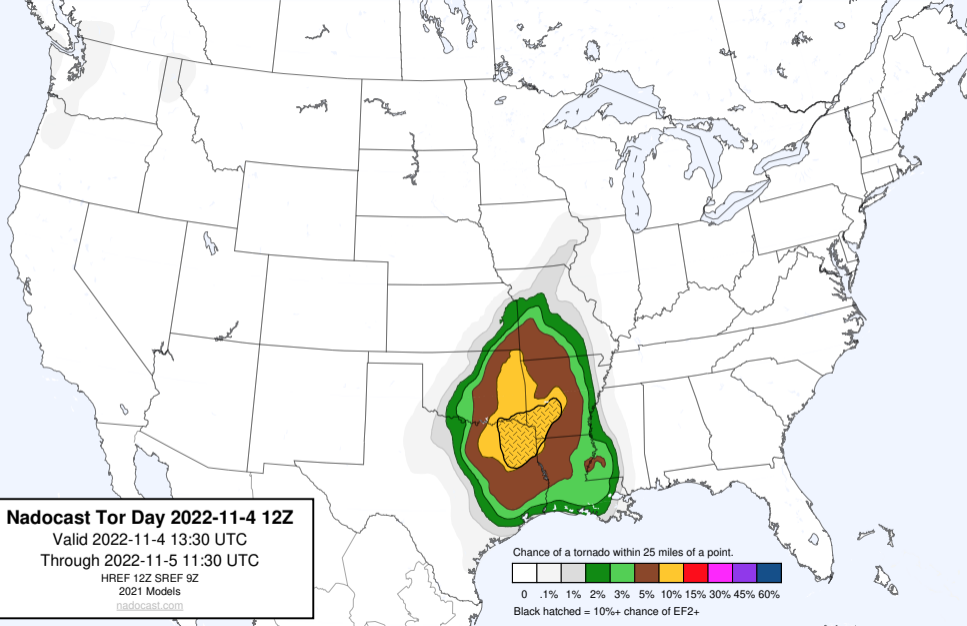 Nadocast Tor Day 2022-11-4 12Z
Valid 2022-11-4 13:30 UTC
Through 2022-11-5 11:30 UTC
HREF 12Z SREF 9Z
2021 Models
nadocast.com
Chance of a tornado within 25 miles of a point.
0 .1% 1% 2% 3% 5% 10% 15% 30% 45% 60%
Black hatched = 10%+ chance of EF2+